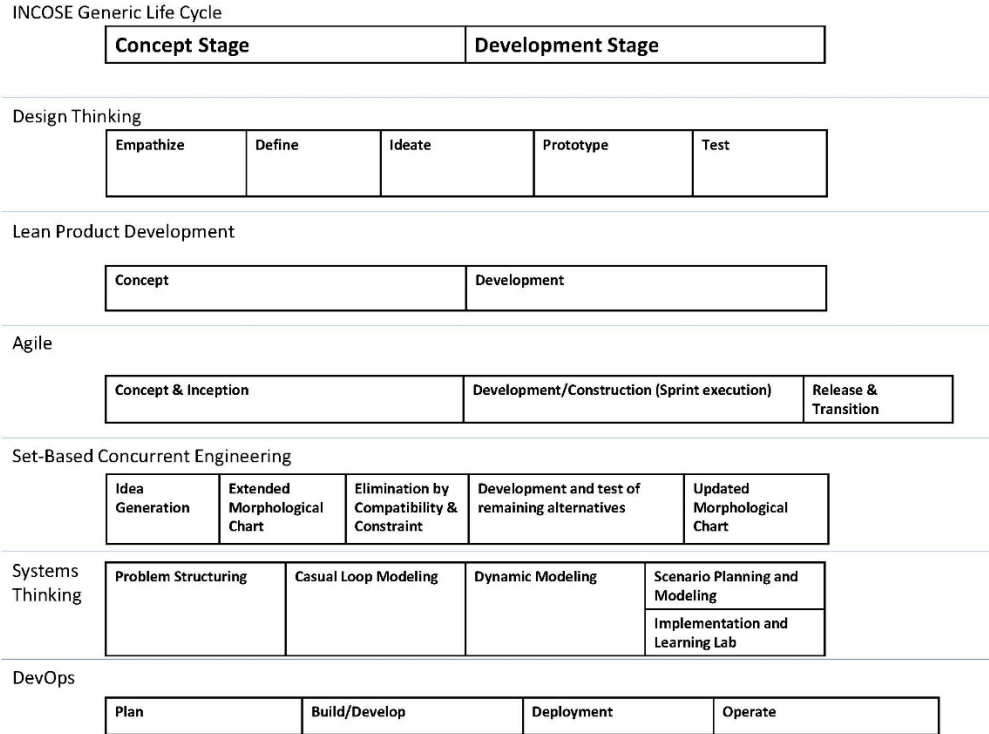 INCOSE Generic Life Cycle
Concept Stage
Development Stage
Design Thinking
Empathize
Define
Ideate
Prototype
Test
Lean Product Development
Concept
Development
Agile
Concept & Inception
Development/Construction (Sprint execution)
Release &
Transition
Set-Based Concurrent Engineering
Idea
Generation
Extended
Morphological
Chart
Elimination by
Compatibility &
Constraint
Development and test of
remaining alternatives
Updated
Morphological
Chart
Systems
Thinking
Problem Structuring
Casual Loop Modeling
Dynamic Modeling
Scenario Planning and
Modeling
Implementation and
Learning Lab
DevOps
Plan
Build/Develop
Deployment
Operate